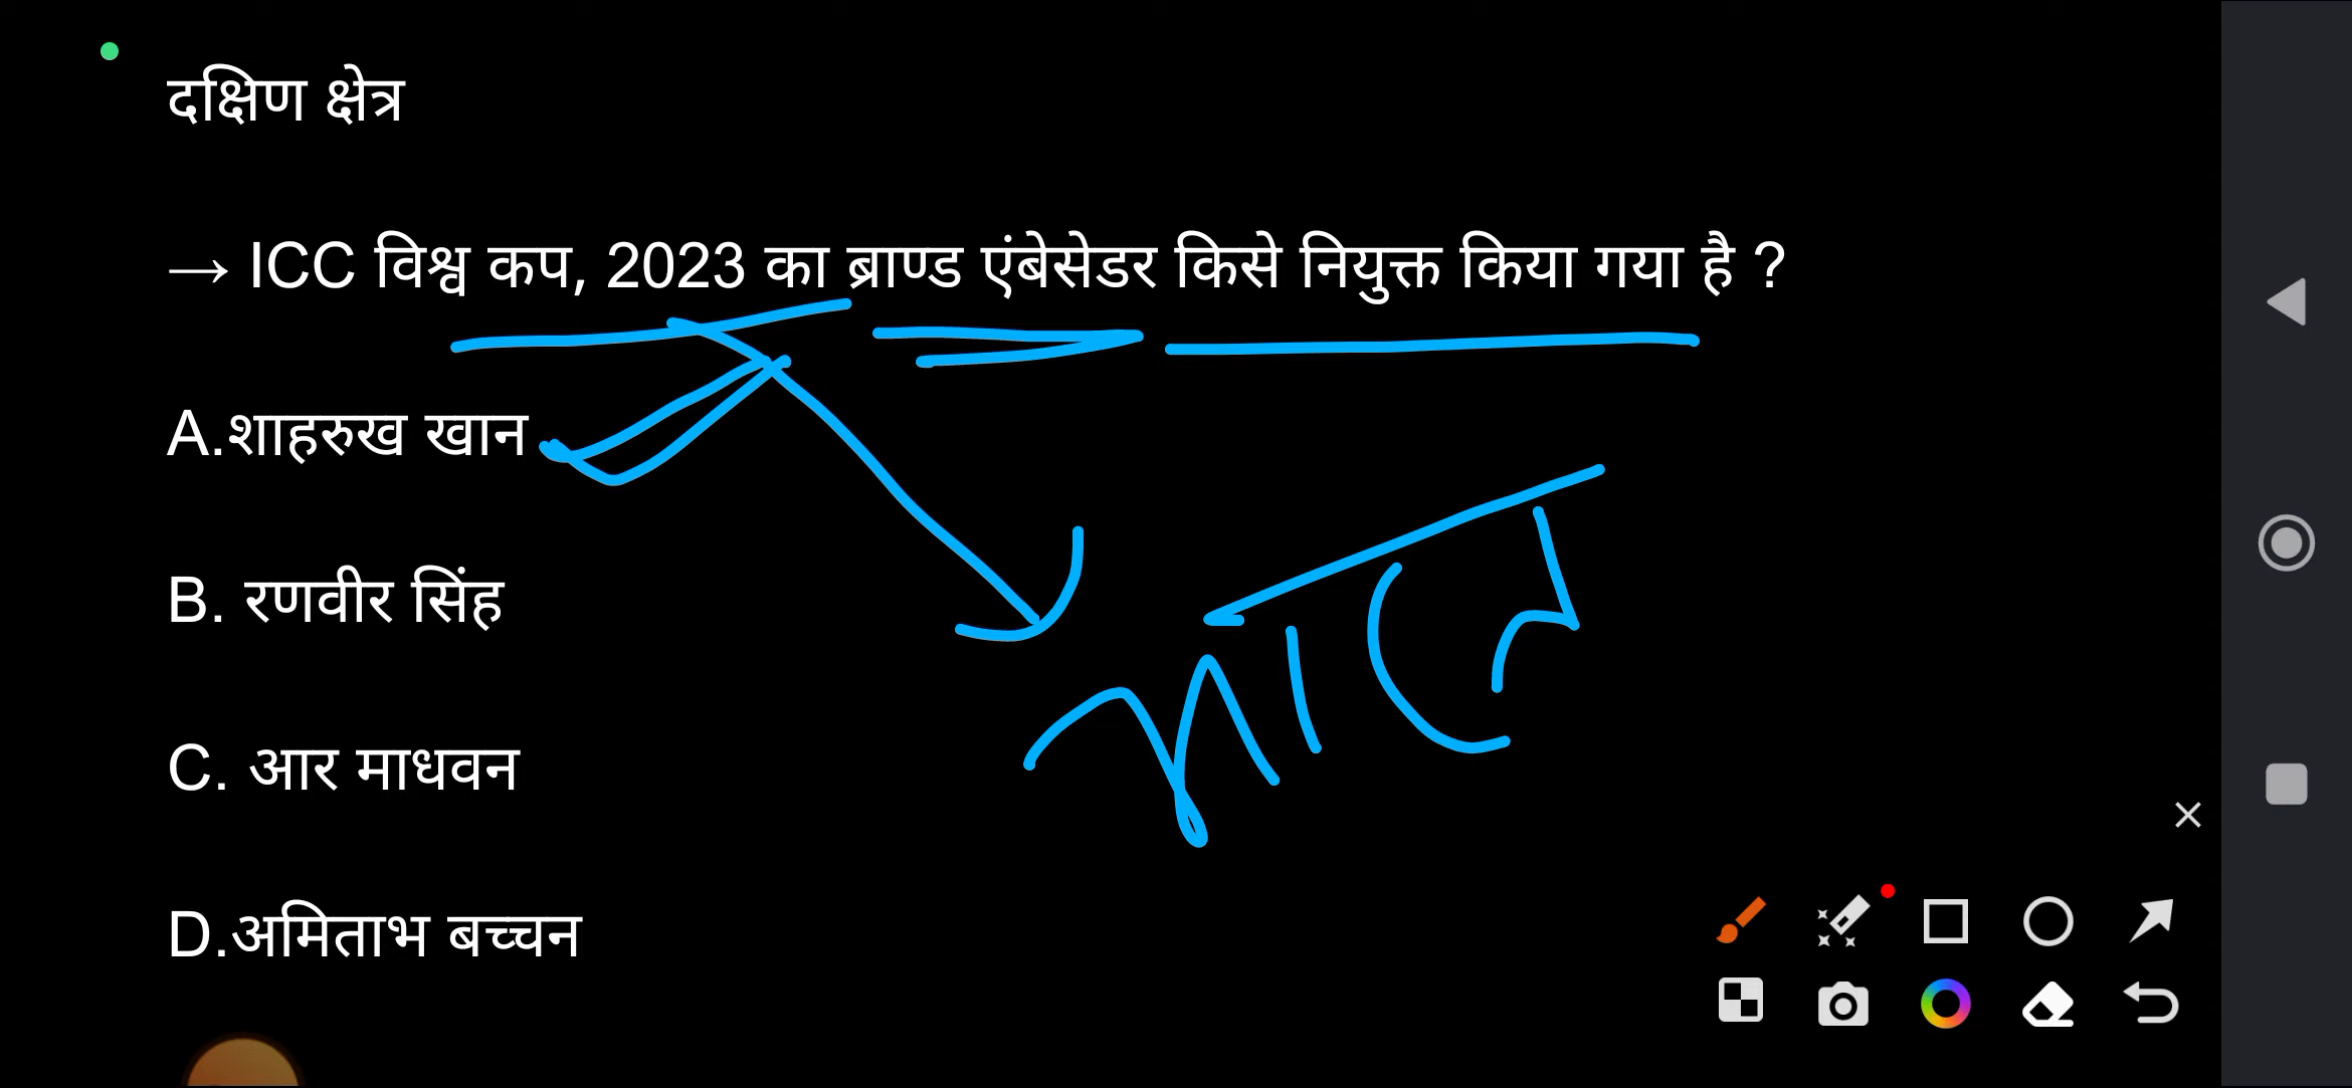 दक्षिण क्षेत्र
→ ICC विश्व कप, 2023 का ब्राण्ड एंबेसेडर किसे नियुक्त किया गया है ?
A.शाहरुख खान
B. रणवीर सिंह
C. आर माधवन
D.अमिताभ बच्चन